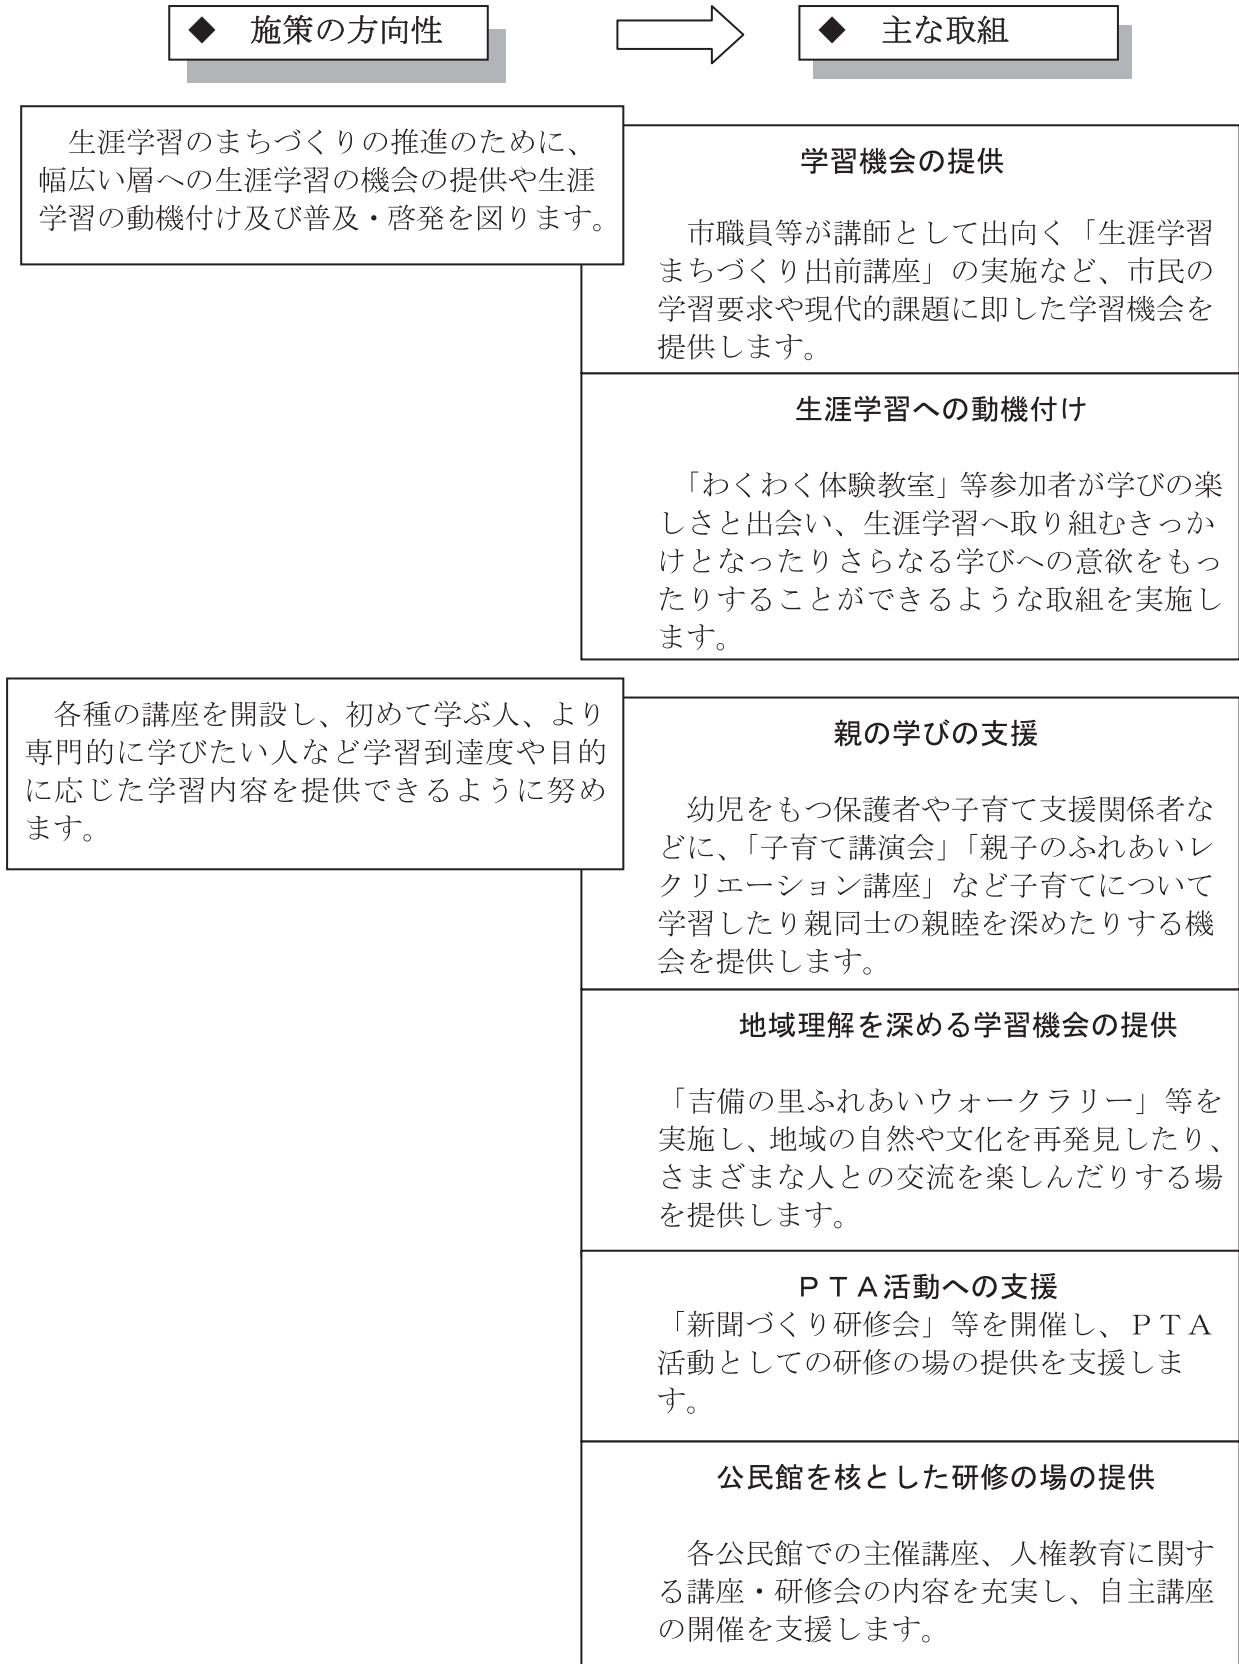 ◆　施策の方向性
◆　主な取組
生涯学習のまちづくりの推進のために、
幅広い層への生涯学習の機会の提供や生涯
学習の動機付け及び普及・啓発を図ります。
学習機会の提供
市職員等が講師として出向く「生涯学習
まちづくり出前講座」の実施など、市民の
学習要求や現代的課題に即した学習機会を
提供します。
生涯学習への動機付け
「わくわく体験教室」等参加者が学びの楽
しさと出会い、生涯学習へ取り組むきっか
けとなったりさらなる学びへの意欲をもっ
たりすることができるような取組を実施し
ます。
各種の講座を開設し、初めて学ぶ人、より
専門的に学びたい人など学習到達度や目的
に応じた学習内容を提供できるように努め
ます。
親の学びの支援
幼児をもつ保護者や子育て支援関係者な
どに、「子育て講演会」「親子のふれあいレ
クリエーション講座」など子育てについて
学習したり親同士の親睦を深めたりする機
会を提供します。
地域理解を深める学習機会の提供
「吉備の里ふれあいウォークラリー」等を
実施し、地域の自然や文化を再発見したり、
さまざまな人との交流を楽しんだりする場
を提供します。
ＰＴＡ活動への支援
「新聞づくり研修会」等を開催し、ＰＴＡ
活動としての研修の場の提供を支援しま
す。
公民館を核とした研修の場の提供
各公民館での主催講座、人権教育に関す
る講座・研修会の内容を充実し、自主講座
の開催を支援します。